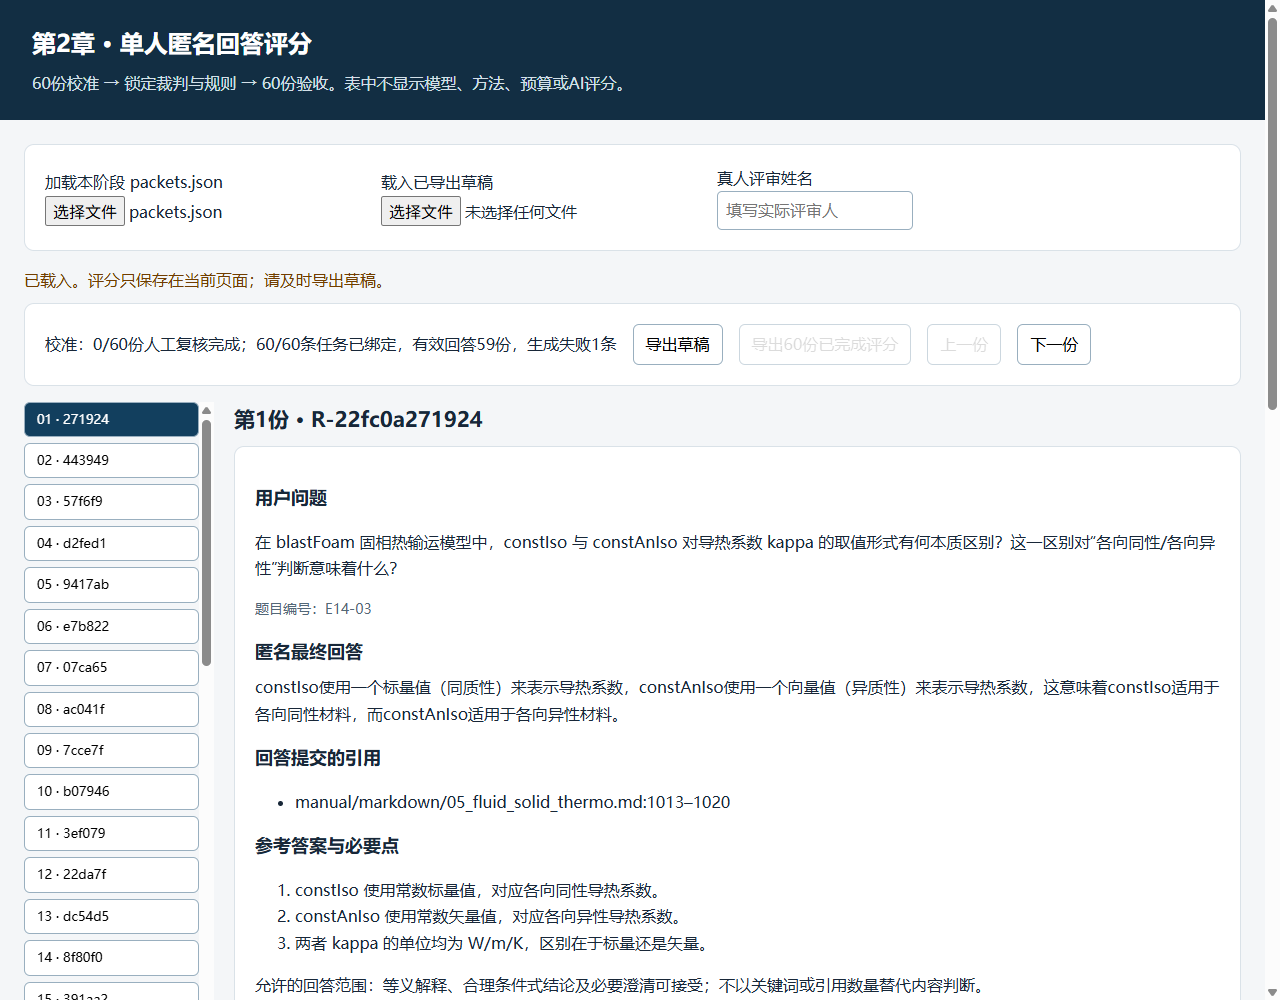 第2章 · 单人匿名回答评分
60份校准 → 锁定裁判与规则 → 60份验收。表中不显示模型、方法、预算或AI评分。
加载本阶段 packets.json
选择文件 packets.json
载入已导出草稿
选择文件 未选择任何文件
真人评审姓名
填写实际评审人
已载入。评分只保存在当前页面；请及时导出草稿。
校准：0/60份人工复核完成；60/60条任务已绑定，有效回答59份，生成失败1条
导出草稿
导出60份已完成评分
上一份
下一份
01 · 271924
02 · 443949
03 · 57f6f9
04 · d2fed1
05 · 9417ab
06 · e7b822
07 · 07ca65
08 · ac041f
09 · 7cce7f
10 · b07946
11 · 3ef079
12 · 22da7f
13 · dc54d5
14 · 8f80f0
15 · 391aa2
第1份 · R-22fc0a271924
用户问题
在 blastFoam 固相热输运模型中，constIso 与 constAnIso 对导热系数 kappa 的取值形式有何本质区别？这一区别对"各向同性/各向异
性"判断意味着什么？
题目编号：E14-03
匿名最终回答
constIso使用一个标量值（同质性）来表示导热系数，constAnIso使用一个向量值（异质性）来表示导热系数，这意味着constIso适用于
各向同性材料，而constAnIso适用于各向异性材料。
回答提交的引用
• manual/markdown/05_fluid_solid_thermo.md:1013–1020
参考答案与必要点
1. constIso 使用常数标量值，对应各向同性导热系数。
2. constAnIso 使用常数矢量值，对应各向异性导热系数。
3. 两者 kappa 的单位均为 W/m/K，区别在于标量还是矢量。
允许的回答范围：等义解释、合理条件式结论及必要澄清可接受；不以关键词或引用数量替代内容判断。